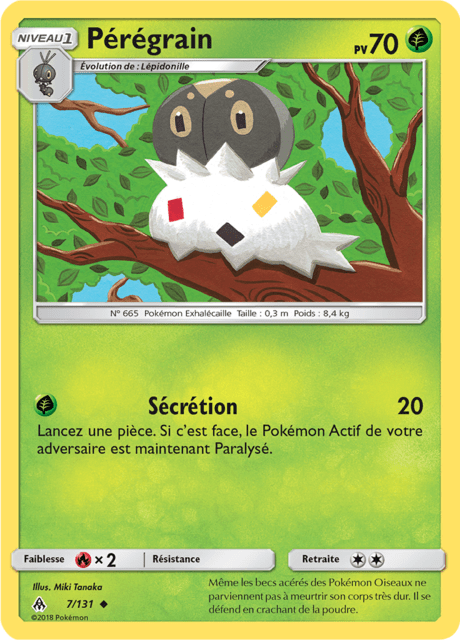 NIVEAU 1 Pérégrain PV 70
Évolution de : Lépidonille
N° 665 Pokémon Exhalécaille Taille : 0,3 m Poids : 8,4 kg
Sécrétion 20
Lancez une pièce. Si c'est face, le Pokémon Actif de votre
adversaire est maintenant Paralysé.
Faiblesse × 2 Résistance Retraite
Illus. Miki Tanaka
7/131
©2018 Pokémon
Même les becs acérés des Pokémon Oiseaux ne
parviennent pas à meurtrir son corps très dur. Il se
défend en crachant de la poudre.